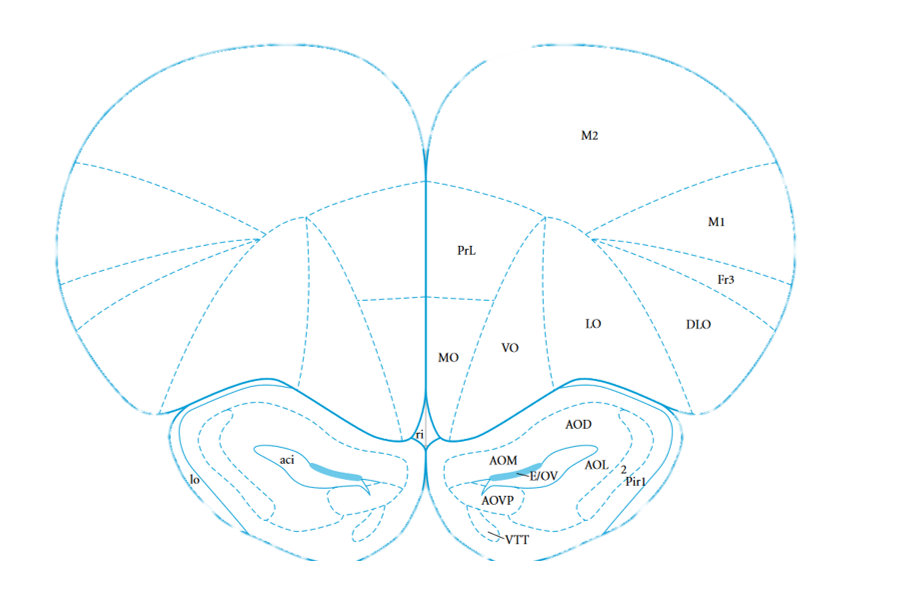 M2
M1
PrL
Fr3
LO
DLO
VO
MO
AOD
ri
aci
AOM
AOL
2
E/OV
lo
Pir1
AOVP
VTT